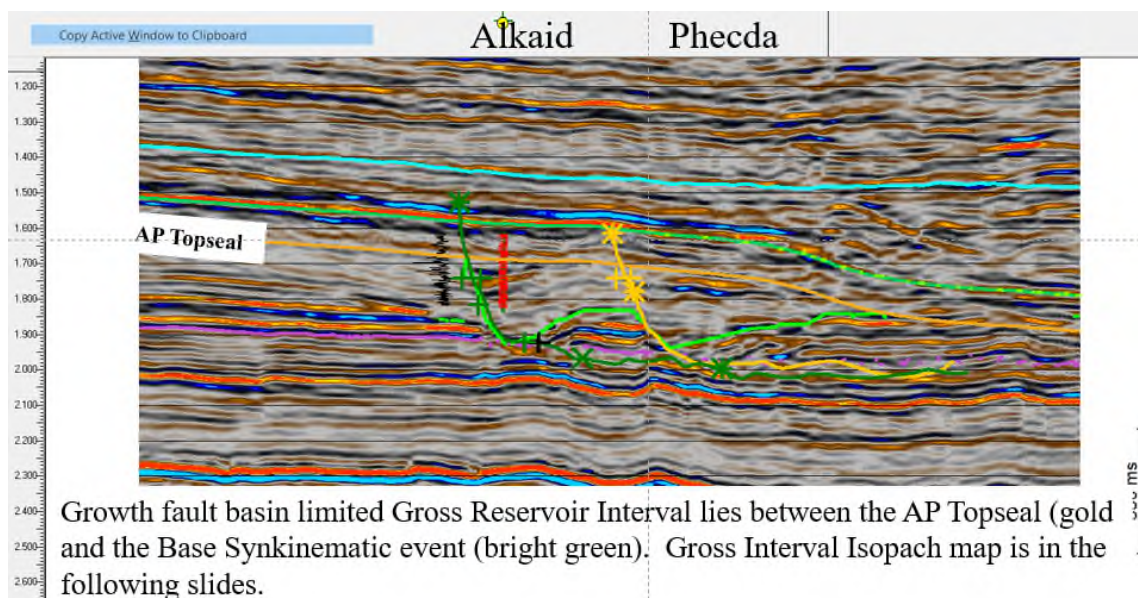 Copy Active Window to Clipboard
Alkaid Phecda
1.200
1.300
1.400
1.500
1.600
AP Topseal
1.700
1.800
1.900
2.000
2.100
2.200
2.300
2.400
2.500
2.600
ms
Growth fault basin limited Gross Reservoir Interval lies between the AP Topseal (gold
and the Base Synkinematic event (bright green). Gross Interval Isopach map is in the
following slides.